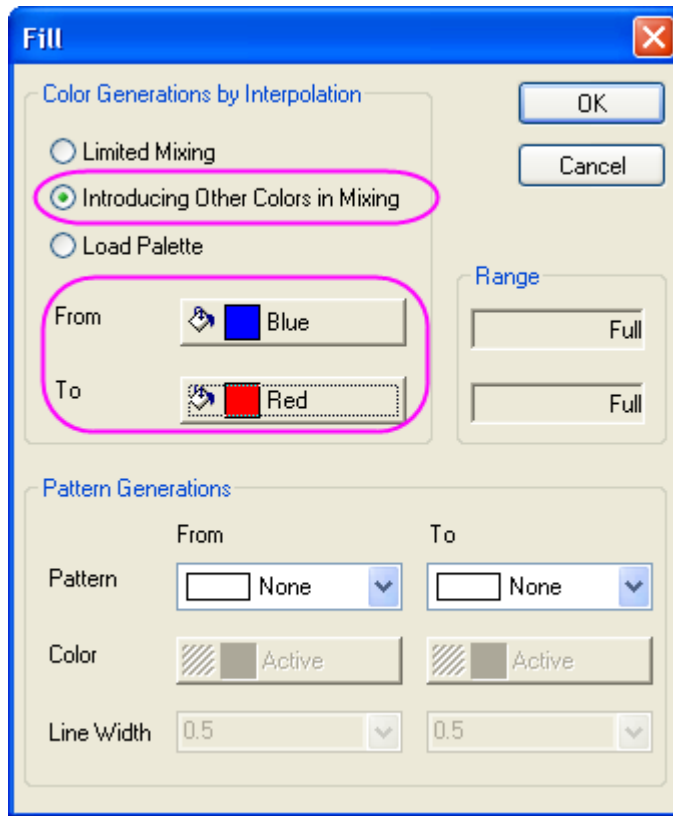 Fill
Color Generations by Interpolation
Limited Mixing
Introducing Other Colors in Mixing
Load Palette
From Blue
To Red
OK
Cancel
Range
Full
Full
Pattern Generations
From To
Pattern None None
Color Active Active
Line Width 0.5 0.5